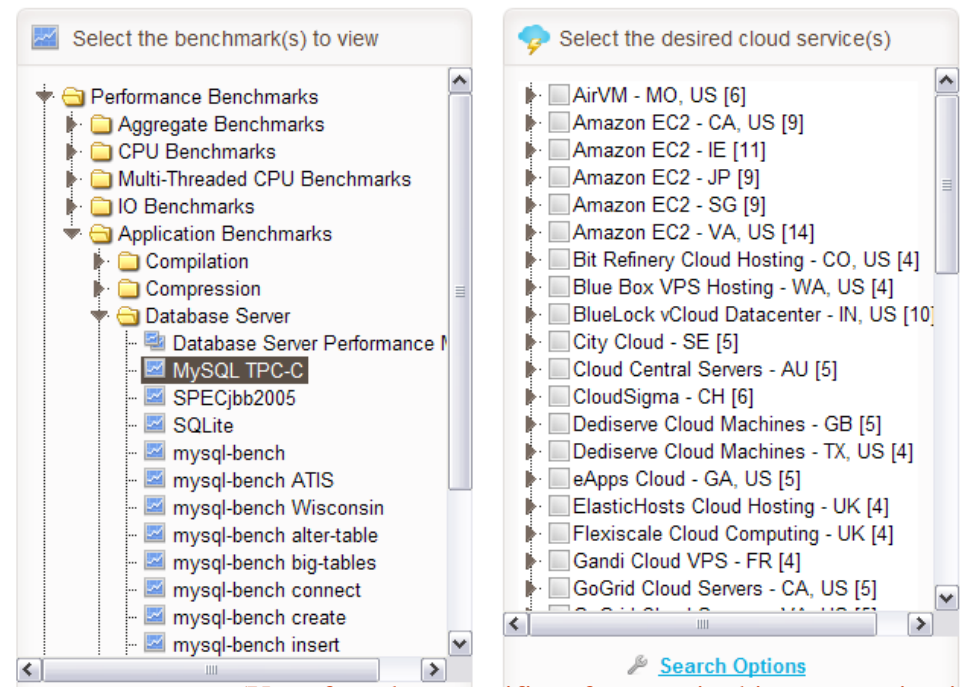 Select the benchmark(s) to view
Performance Benchmarks
Aggregate Benchmarks
CPU Benchmarks
Multi-Threaded CPU Benchmarks
IO Benchmarks
Application Benchmarks
Compilation
Compression
Database Server
Database Server Performance
MySQL TPC-C
SPECjbb2005
SQLite
mysql-bench
mysql-bench ATIS
mysql-bench Wisconsin
mysql-bench alter-table
mysql-bench big-tables
mysql-bench connect
mysql-bench create
mysql-bench insert
Select the desired cloud service(s)
AirVM - MO, US [6]
Amazon EC2 - CA, US [9]
Amazon EC2 - IE [11]
Amazon EC2 - JP [9]
Amazon EC2 - SG [9]
Amazon EC2 - VA, US [14]
Bit Refinery Cloud Hosting - CO, US [4]
Blue Box VPS Hosting - WA, US [4]
BlueLock vCloud Datacenter - IN, US [10]
City Cloud - SE [5]
Cloud Central Servers - AU [5]
CloudSigma - CH [6]
Dediserve Cloud Machines - GB [5]
Dediserve Cloud Machines - TX, US [4]
eApps Cloud - GA, US [5]
ElasticHosts Cloud Hosting - UK [4]
Flexiscale Cloud Computing - UK [4]
Gandi Cloud VPS - FR [4]
GoGrid Cloud Servers - CA, US [5]
Search Options